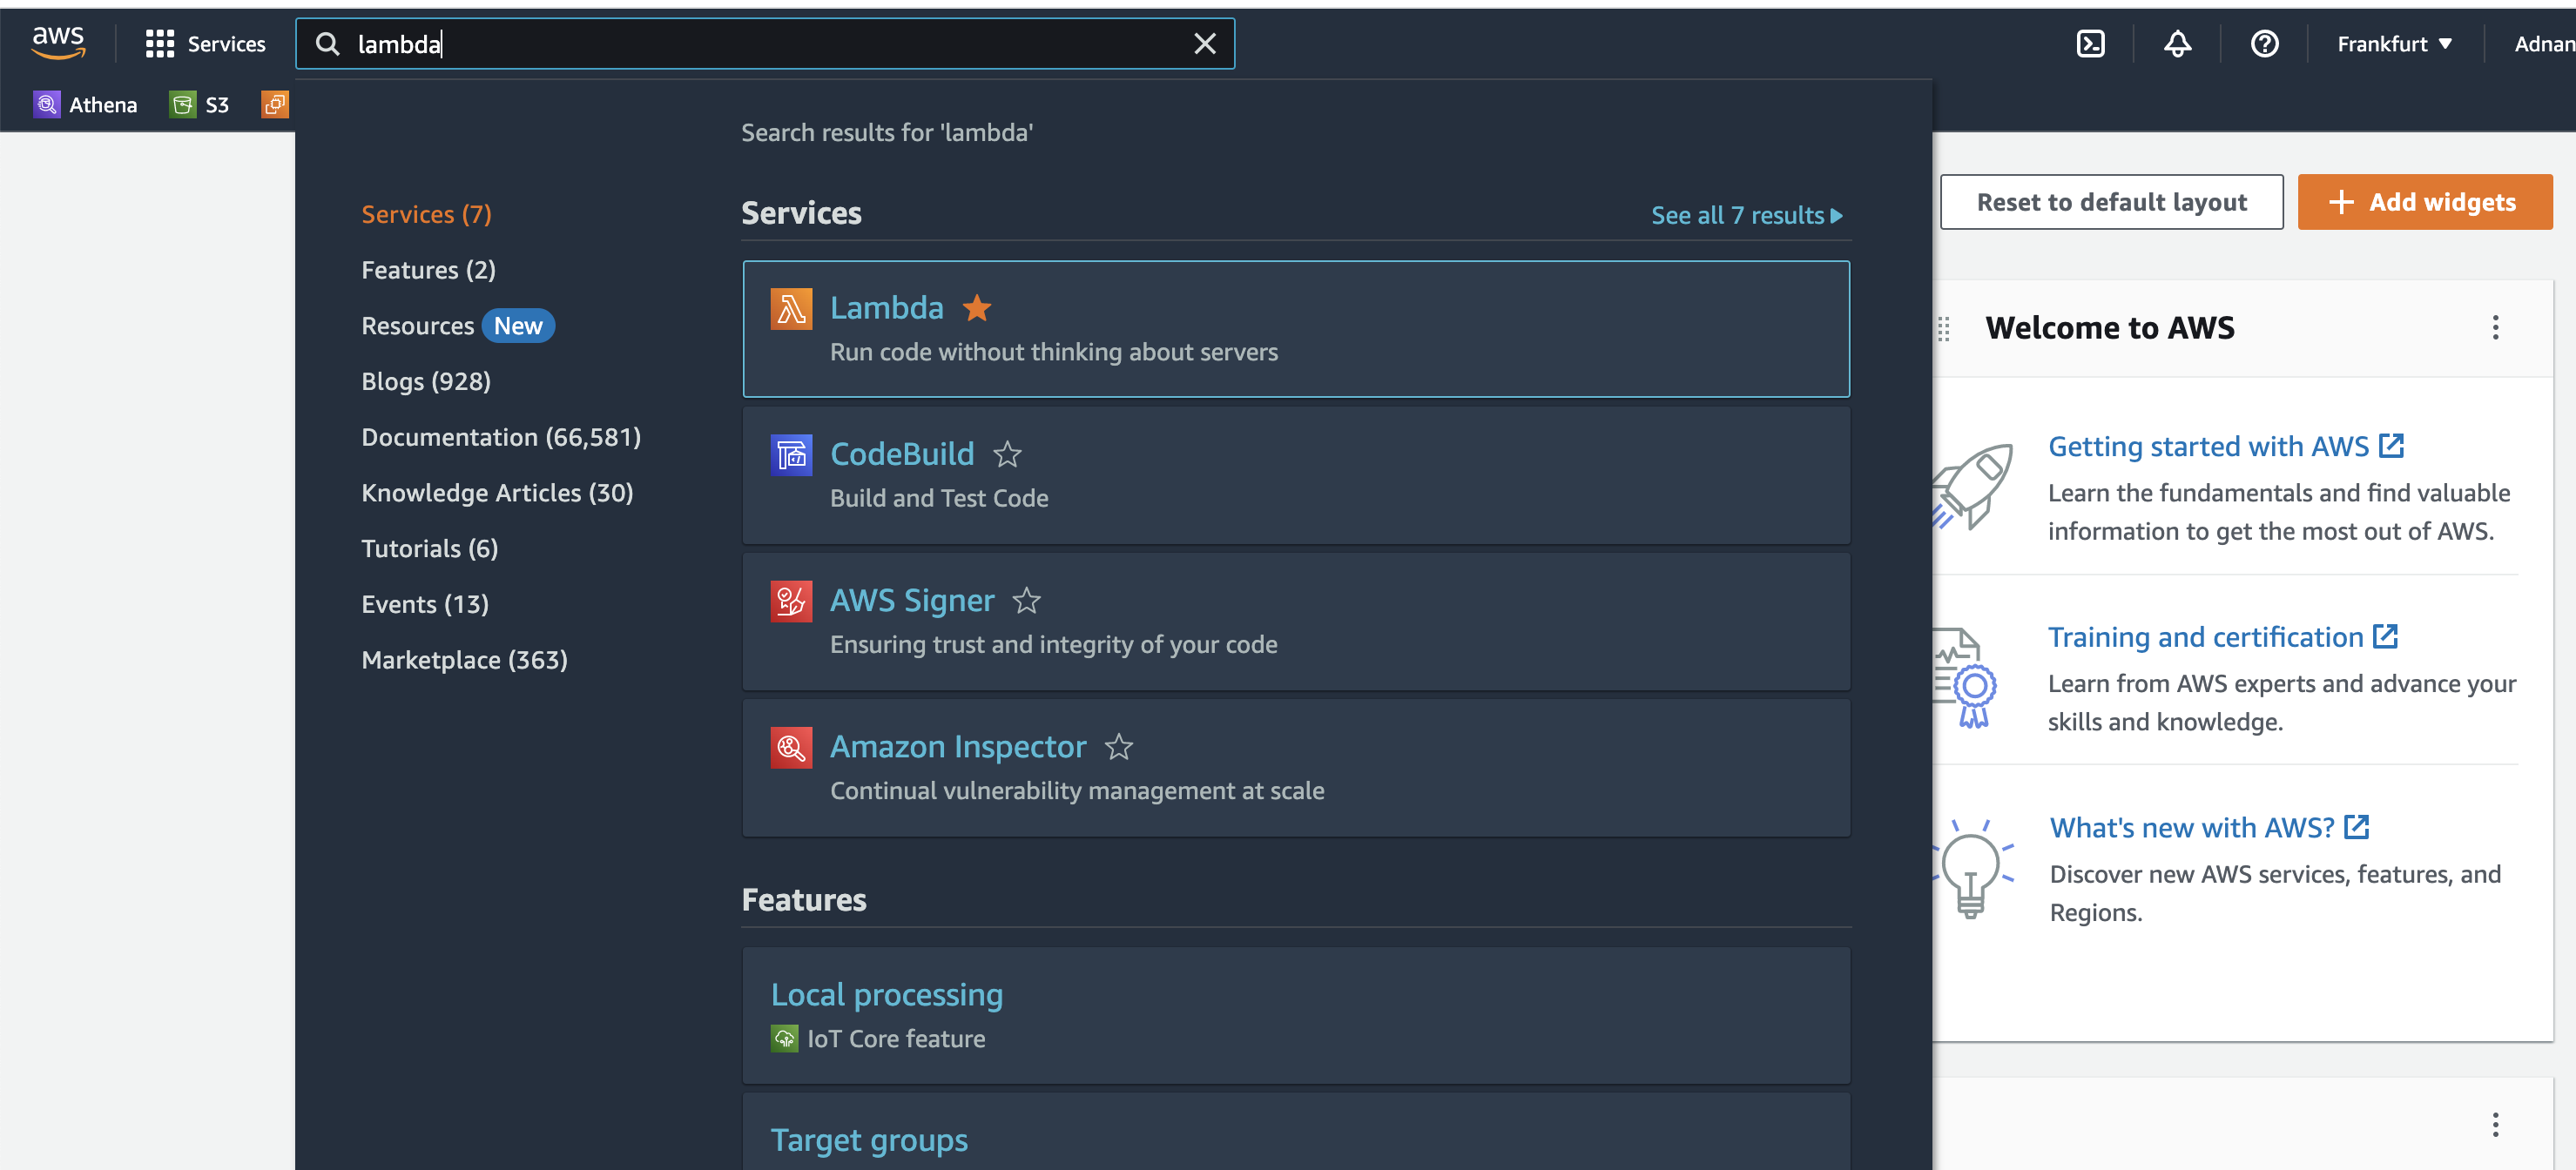 aws
Services
lambda
Frankfurt
Adnan
Athena
S3
Search results for 'lambda'
Services (7)
Features (2)
Resources New
Blogs (928)
Documentation (66,581)
Knowledge Articles (30)
Tutorials (6)
Events (13)
Marketplace (363)
Services
See all 7 results
Lambda
Run code without thinking about servers
CodeBuild
Build and Test Code
AWS Signer
Ensuring trust and integrity of your code
Amazon Inspector
Continual vulnerability management at scale
Features
Local processing
IoT Core feature
Target groups
Reset to default layout
Add widgets
Welcome to AWS
Getting started with AWS
Learn the fundamentals and find valuable
information to get the most out of AWS.
Training and certification
Learn from AWS experts and advance your
skills and knowledge.
What's new with AWS?
Discover new AWS services, features, and
Regions.